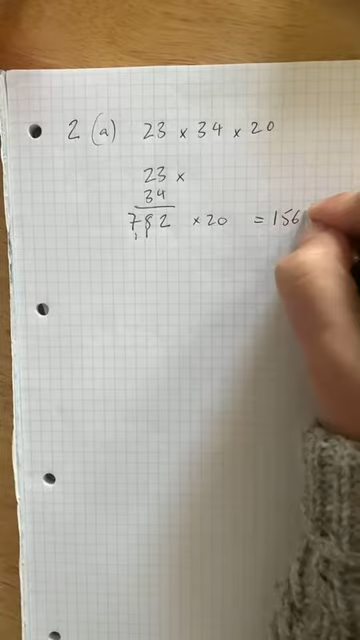 2 (a) 23 × 34 × 20
23 ×
34
782 × 20 = 156